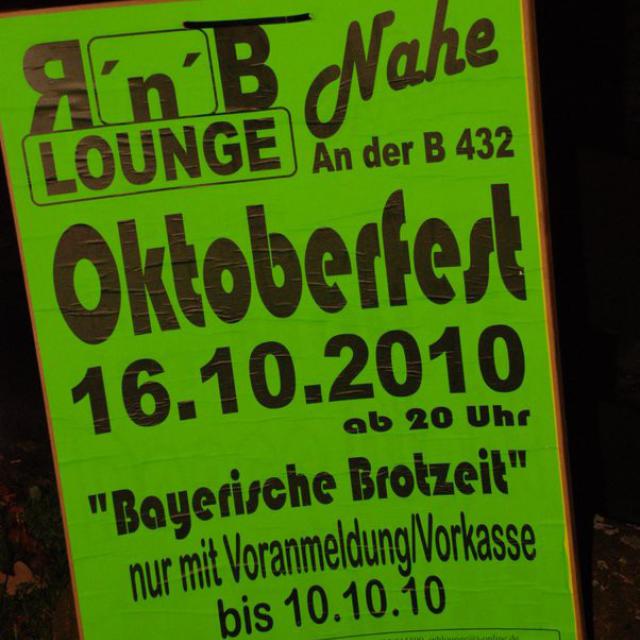 R'n'B
LOUNGE
Nahe
An der B 432
Oktoberfest
16.10.2010
ab 20 Uhr
"Bayerische Brotzeit"
nur mit Voranmeldung/Vorkasse
bis 10.10.10